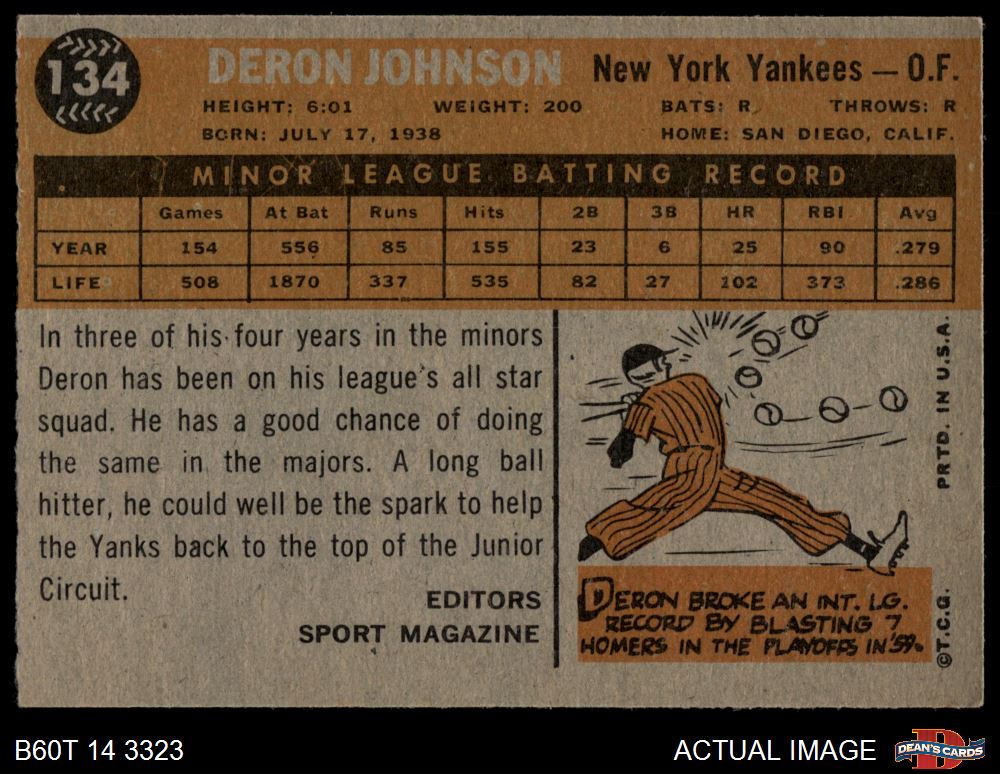 134
DERON JOHNSON New York Yankees — O.F.
HEIGHT: 6:01 WEIGHT: 200 BATS: R THROWS: R
BORN: JULY 17, 1938 HOME: SAN DIEGO, CALIF.
MINOR LEAGUE BATTING RECORD
Games At Bat Runs Hits 2B 3B HR RBI Avg
YEAR 154 556 85 155 23 6 25 90 .279
LIFE 508 1870 337 535 82 27 102 373 .286
In three of his four years in the minors
Deron has been on his league's all star
squad. He has a good chance of doing
the same in the majors. A long ball
hitter, he could well be the spark to help
the Yanks back to the top of the Junior
Circuit.
EDITORS
SPORT MAGAZINE
DERON BROKE AN INT. LG.
RECORD BY BLASTING 7
HOMERS IN THE PLAYOFFS IN '59.
©T.C.G. PRTD. IN U.S.A.
B60T 14 3323 ACTUAL IMAGE DEAN'S CARDS